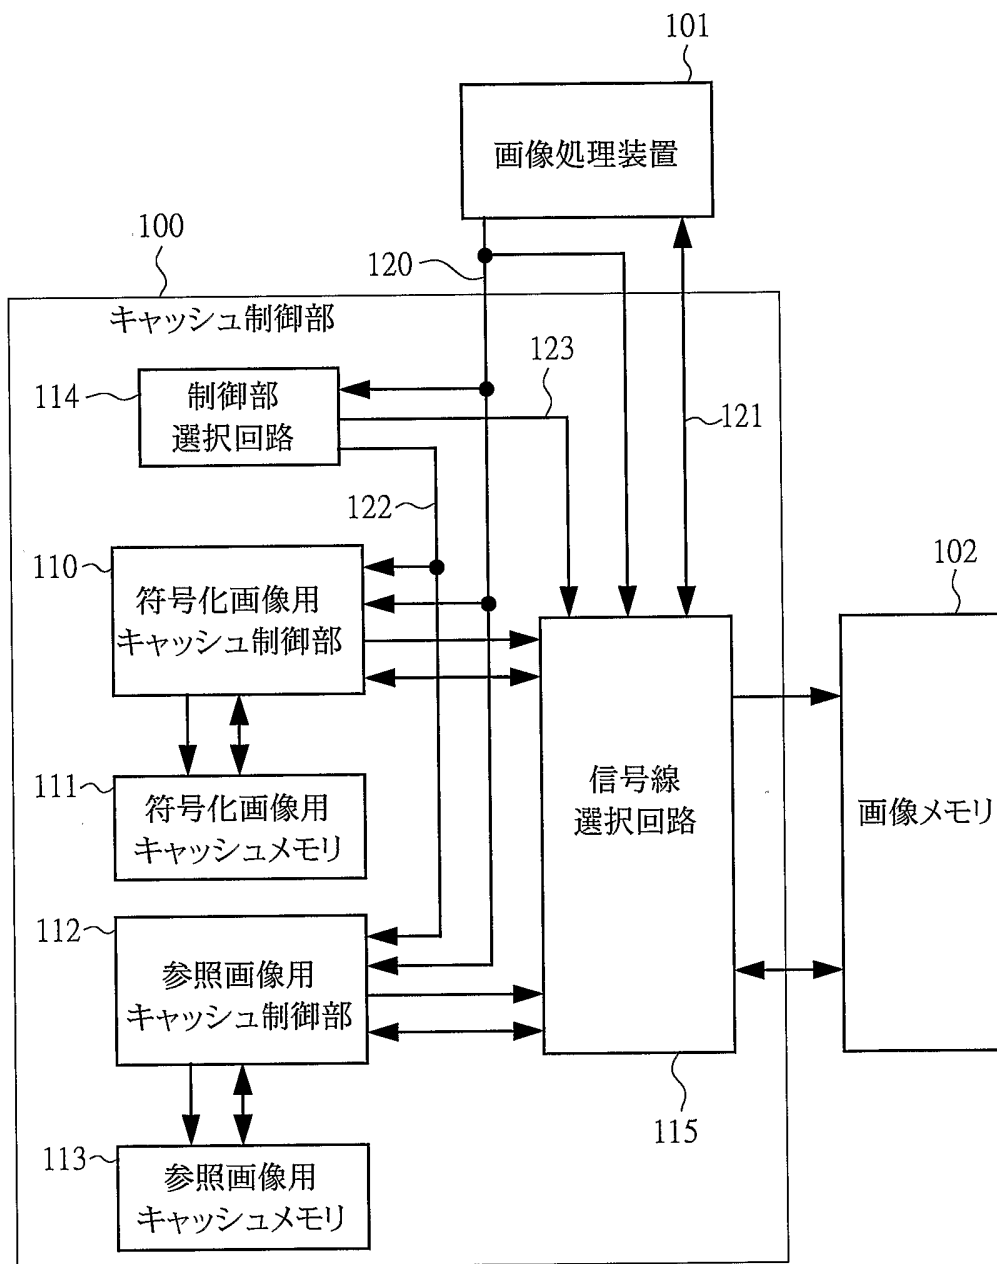 101
画像処理装置
100
120
キャッシュ制御部
123
114
制御部
選択回路
121
122
110
符号化画像用
キャッシュ制御部
102
111
符号化画像用
キャッシュメモリ
信号線
選択回路
画像メモリ
112
参照画像用
キャッシュ制御部
115
113
参照画像用
キャッシュメモリ